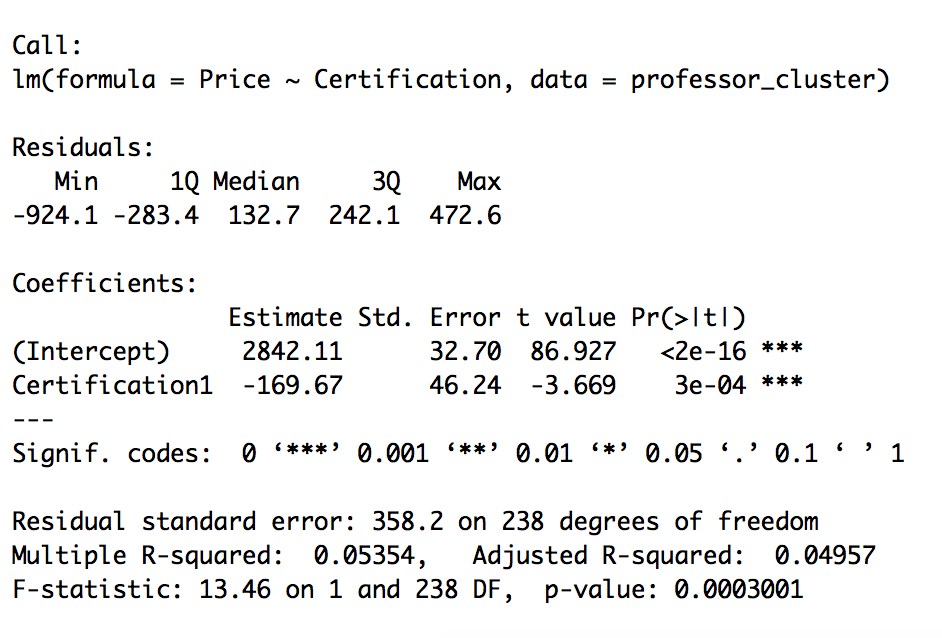 Call:
lm(formula = Price ~ Certification, data = professor_cluster)
Residuals:
   Min     1Q Median     3Q    Max
-924.1 -283.4  132.7  242.1  472.6
Coefficients:
               Estimate Std. Error t value Pr(>|t|)
(Intercept)     2842.11      32.70  86.927   <2e-16 ***
Certification1  -169.67      46.24  -3.669    3e-04 ***
---
Signif. codes:  0 ‘***’ 0.001 ‘**’ 0.01 ‘*’ 0.05 ‘.’ 0.1 ‘ ’ 1
Residual standard error: 358.2 on 238 degrees of freedom
Multiple R-squared:  0.05354,   Adjusted R-squared:  0.04957
F-statistic: 13.46 on 1 and 238 DF,  p-value: 0.0003001